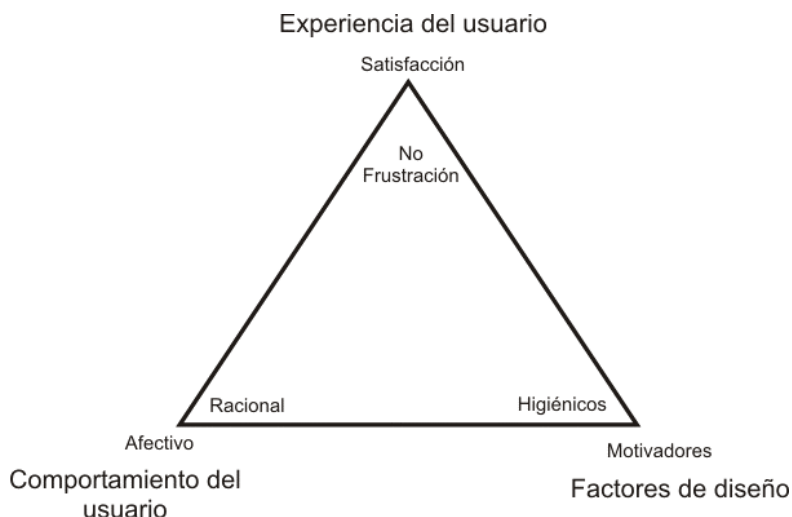 Experiencia del usuario
Satisfacción
No
Frustración
Racional
Higiénicos
Afectivo
Motivadores
Comportamiento del
usuario
Factores de diseño